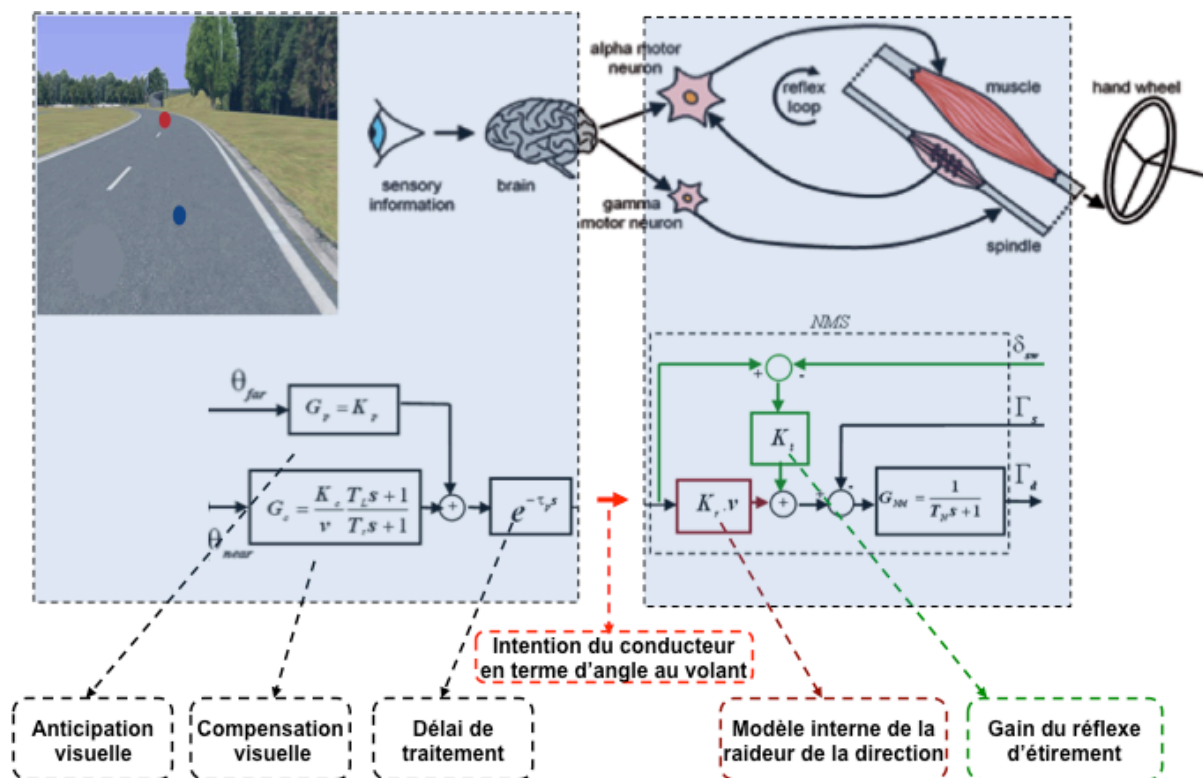 alpha motor
neuron
reflex
loop
muscle
hand wheel
sensory
information
brain
gamma
motor neuron
spindle
NMS
θfar
Gp = Kp
θnear
Gc = Kc/v TLs + 1/TIs + 1
+
e^-τps
δsw
+ -
Kt
Γs
Kr.v
+
+ -
GNM = 1/TNs + 1
Γd
Intention du conducteur
en terme d'angle au volant
Anticipation
visuelle
Compensation
visuelle
Délai de
traitement
Modèle interne de la
raideur de la direction
Gain du réflexe
d'étirement